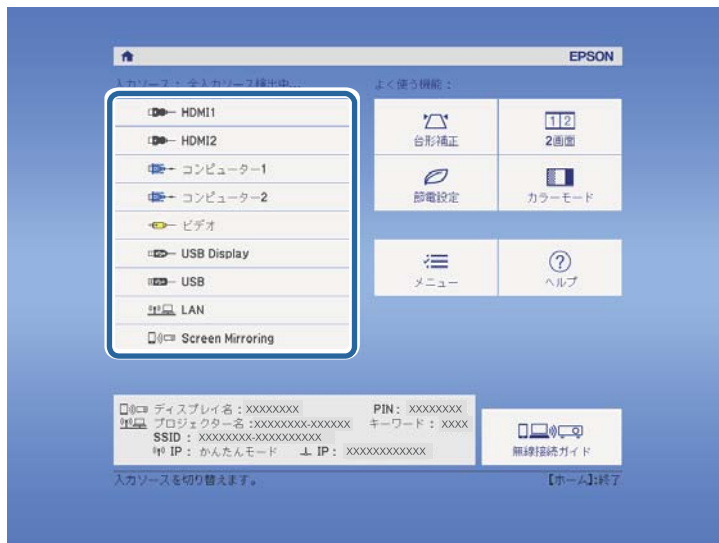 EPSON
入力ソース : 全入力ソース検出中...
HDMI1
HDMI2
コンピューター1
コンピューター2
ビデオ
USB Display
USB
LAN
Screen Mirroring
よく使う機能 :
台形補正
1 2
2画面
節電設定
カラーモード
メニュー
?
ヘルプ
ディスプレイ名 : XXXXXXXX PIN : XXXXXXXX
プロジェクター名 :XXXXXXXX-XXXXXX キーワード : XXXX
SSID : XXXXXXXX-XXXXXXXXXX
IP : かんたんモード IP : XXXXXXXXXXXX
無線接続ガイド
入力ソースを切り替えます。 【ホーム】:終了